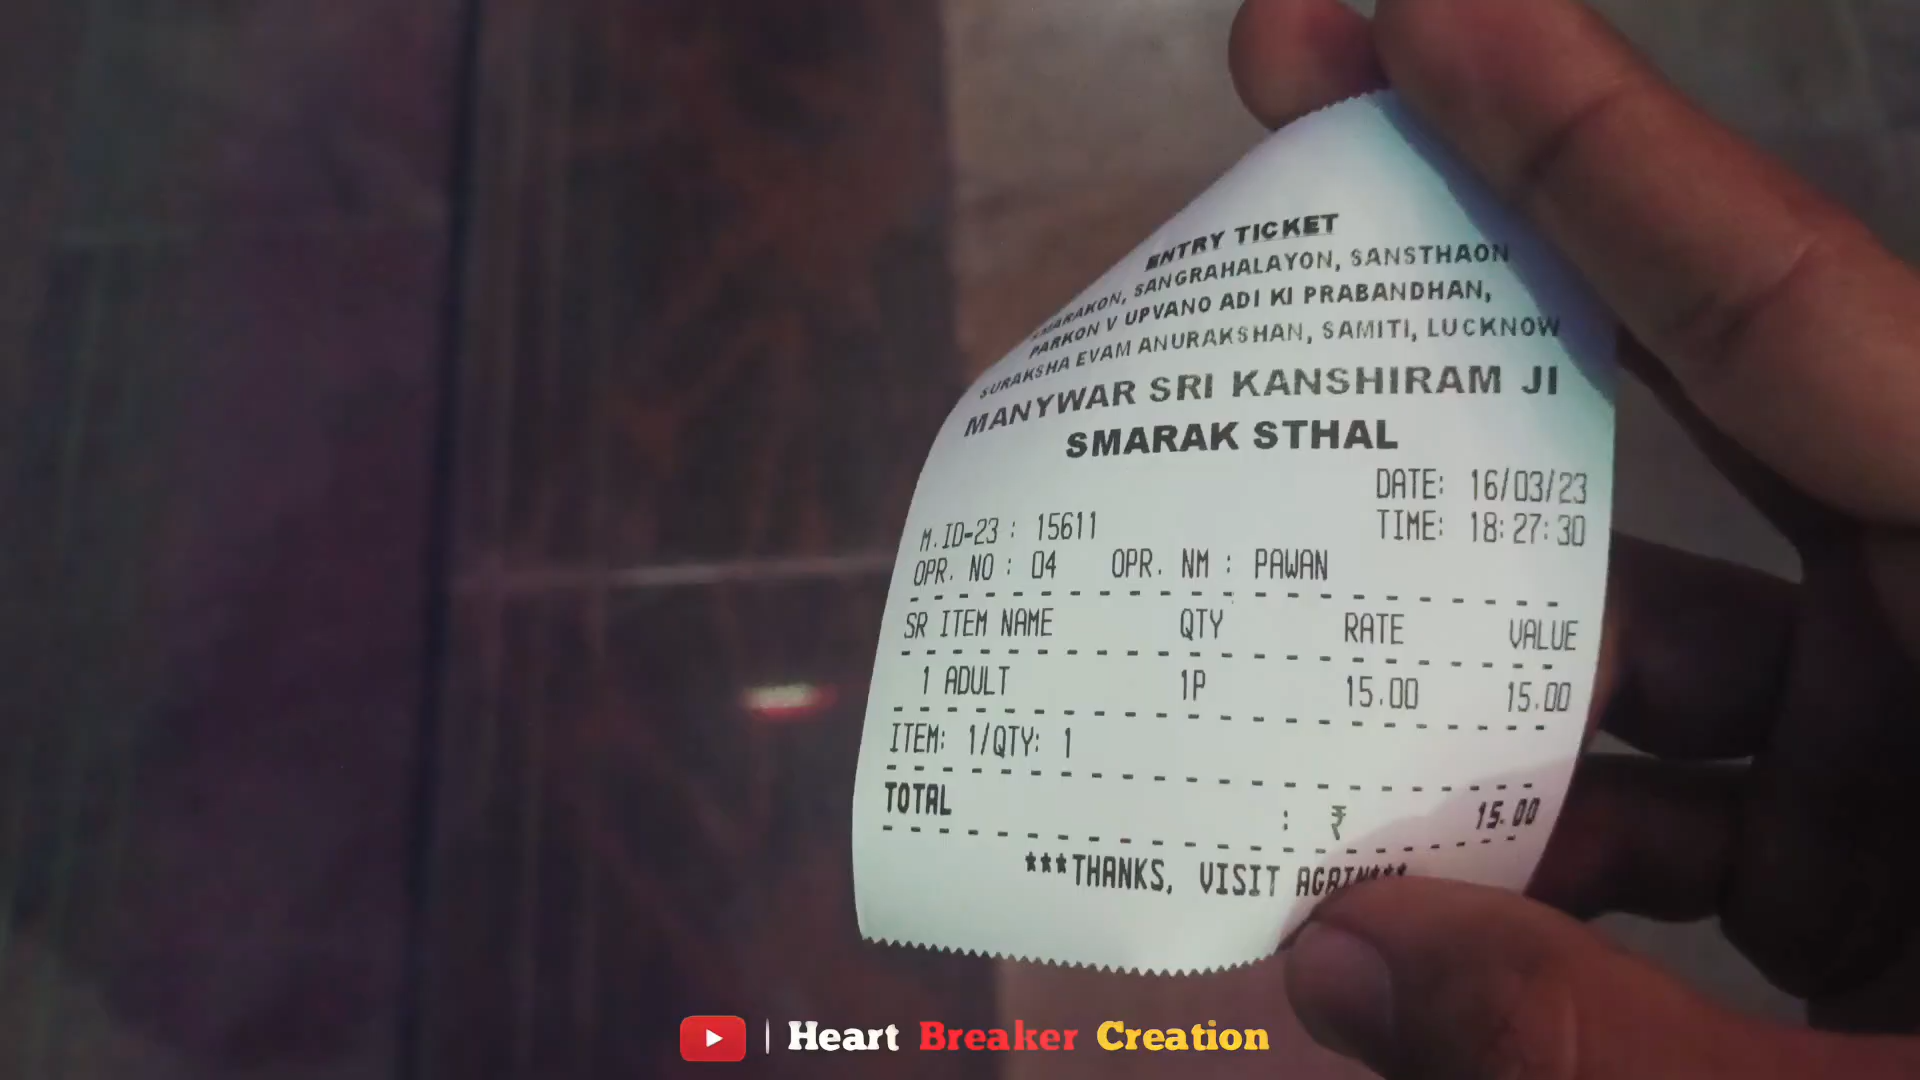 ENTRY TICKET
SMARAKON, SANGRAHALAYON, SANSTHAON
PARKON V UPVANO ADI KI PRABANDHAN,
SURAKSHA EVAM ANURAKSHAN, SAMITI, LUCKNOW
MANYWAR SRI KANSHIRAM JI
SMARAK STHAL
DATE: 16/03/23
M.ID-23 : 15611 TIME: 18:27:30
OPR. NO : 04 OPR. NM : PAWAN
SR ITEM NAME QTY RATE VALUE
1 ADULT 1P 15.00 15.00
ITEM: 1/QTY: 1
TOTAL : ₹ 15.00
***THANKS, VISIT AGAIN***
Heart Breaker Creation